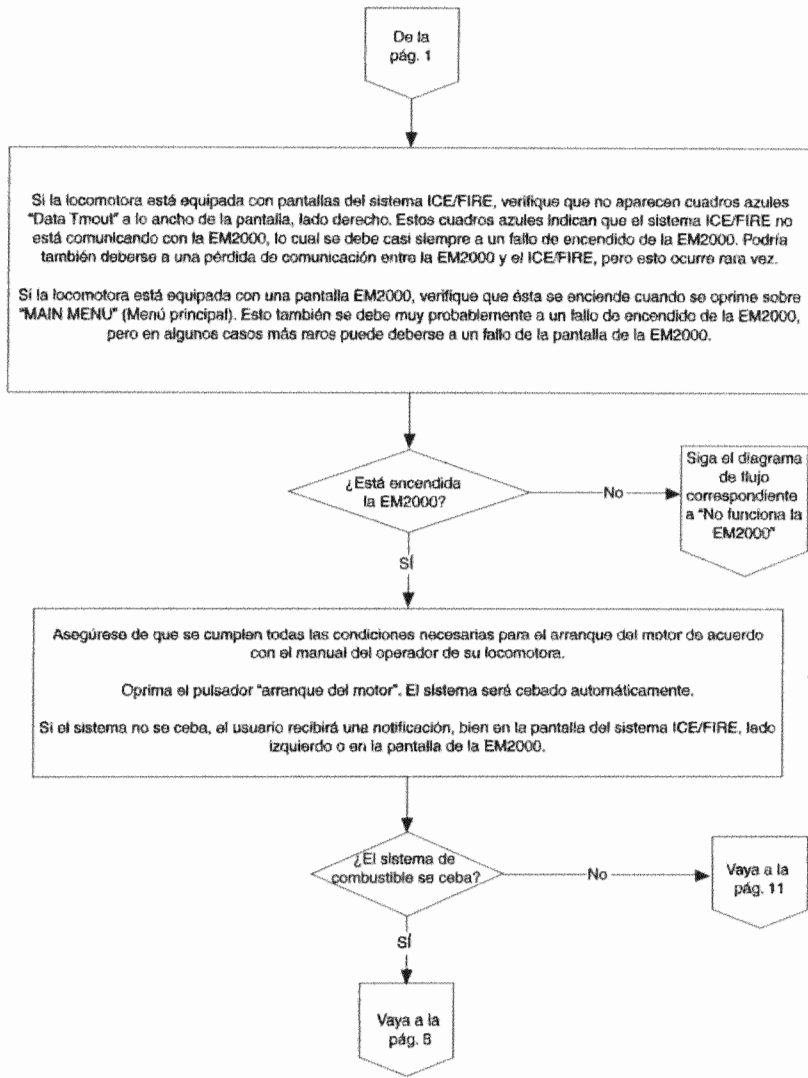 De la
pág. 1
Si la locomotora está equipada con pantallas del sistema ICE/FIRE, verifique que no aparecen cuadros azules
"Data Tmout" a lo ancho de la pantalla, lado derecho. Estos cuadros azules indican que el sistema ICE/FIRE no
está comunicando con la EM2000, lo cual se debe casi siempre a un fallo de encendido de la EM2000. Podría
también deberse a una pérdida de comunicación entre la EM2000 y el ICE/FIRE, pero esto ocurre rara vez.
Si la locomotora está equipada con una pantalla EM2000, verifique que ésta se enciende cuando se oprime sobre
"MAIN MENU" (Menú principal). Esto también se debe muy probablemente a un fallo de encendido de la EM2000,
pero en algunos casos más raros puede deberse a un fallo de la pantalla de la EM2000.
¿Está encendida
la EM2000?
No
Siga el diagrama
de flujo
correspondiente
a "No funciona la
EM2000"
SÍ
Asegúrese de que se cumplen todas las condiciones necesarias para el arranque del motor de acuerdo
con el manual del operador de su locomotora.
Oprima el pulsador "arranque del motor". El sistema será cebado automáticamente.
Si el sistema no se ceba, el usuario recibirá una notificación, bien en la pantalla del sistema ICE/FIRE, lado
izquierdo o en la pantalla de la EM2000.
¿El sistema de
combustible se ceba?
No
Vaya a la
pág. 11
SÍ
Vaya a la
pág.